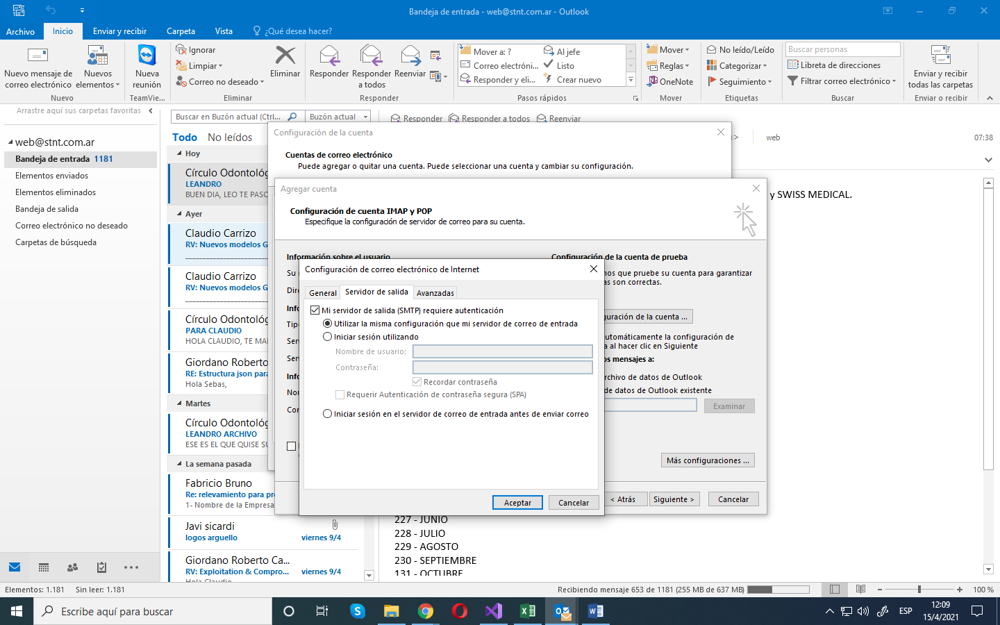 Bandeja de entrada - web@stnt.com.ar - Outlook
Archivo
Inicio
Enviar y recibir
Carpeta
Vista
¿Qué desea hacer?
Nuevo mensaje de
correo electrónico
Nuevos
elementos
Nuevo
Nueva
reunión
TeamVie...
Ignorar
Limpiar
Correo no deseado
Eliminar
Eliminar
Responder
Responder
a todos
Reenviar
Responder
Mover a: ?
Correo electróni...
Responder y eli...
Al jefe
Listo
Crear nuevo
Pasos rápidos
Mover
Reglas
OneNote
Mover
No leído/Leído
Categorizar
Seguimiento
Etiquetas
Buscar personas
Libreta de direcciones
Filtrar correo electrónico
Buscar
Enviar y recibir
todas las carpetas
Enviar o recibir
Arrastre aquí sus carpetas favoritas
web@stnt.com.ar
Bandeja de entrada 1181
Elementos enviados
Elementos eliminados
Bandeja de salida
Correo electrónico no deseado
Carpetas de búsqueda
Buscar en Buzón actual (Ctrl...
Buzón actual
Todo No leídos
Hoy
Círculo Odontológ
LEANDRO
BUEN DIA, LEO TE PASO
Ayer
Claudio Carrizo
RV: Nuevos modelos G
Claudio Carrizo
RV: Nuevos modelos G
Círculo Odontológ
PARA CLAUDIO
HOLA CLAUDIO, TE MA
Giordano Roberto
RE: Estructura json para
Hola Sebas,
Martes
Círculo Odontológ
LEANDRO ARCHIVO
ESE ES EL QUE QUISE SU
La semana pasada
Fabricio Bruno
Re: relevamiento para pr
1- Nombre de la Empresa
Javi sicardi
logos arguello viernes 9/4
Giordano Roberto Ca...
RV: Exploitation & Compro... viernes 9/4
Hola Claudio
Responder Responder a todos Reenviar
web
07:38
y SWISS MEDICAL.
227 - JUNIO
228 - JULIO
229 - AGOSTO
230 - SEPTIEMBRE
131 - OCTUBRE
Configuración de la cuenta
Cuentas de correo electrónico
Puede agregar o quitar una cuenta. Puede seleccionar una cuenta y cambiar su configuración.
Agregar cuenta
Configuración de cuenta IMAP y POP
Especifique la configuración de servidor de correo para su cuenta.
Información sobre el usuario
Su
Dire
Info
Tipo
Ser
Ser
Info
Nor
Cor
Configuración de la cuenta de prueba
mos que pruebe su cuenta para garantizar
as son correctas.
guración de la cuenta ...
automáticamente la configuración de
a al hacer clic en Siguiente
os mensajes a:
rchivo de datos de Outlook
de datos de Outlook existente
Examinar
Más configuraciones ...
< Atrás
Siguiente >
Cancelar
Configuración de correo electrónico de Internet
General
Servidor de salida
Avanzadas
Mi servidor de salida (SMTP) requiere autenticación
Utilizar la misma configuración que mi servidor de correo de entrada
Iniciar sesión utilizando
Nombre de usuario:
Contraseña:
Recordar contraseña
Requerir Autenticación de contraseña segura (SPA)
Iniciar sesión en el servidor de correo de entrada antes de enviar correo
Aceptar
Cancelar
Elementos: 1.181 Sin leer: 1.181
Recibiendo mensaje 653 de 1181 (255 MB de 637 MB)
100 %
Escribe aquí para buscar
ESP
12:09
15/4/2021